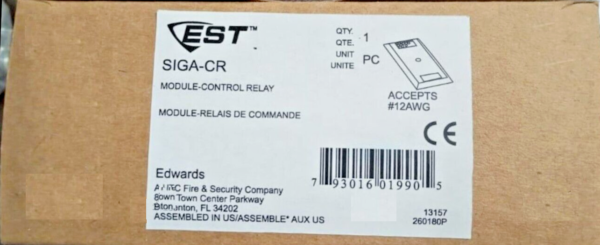 EST™
SIGA-CR
MODULE-CONTROL RELAY
MODULE-RELAIS DE COMMANDE
QTY.
QTE. 1
UNIT
UNITE PC
ACCEPTS
#12AWG
CE
Edwards
Fire & Security Company
Town Center Parkway
FL 34202
ASSEMBLED IN US/ASSEMBLE* AUX US
7 93016 01990 5
13157
260180P